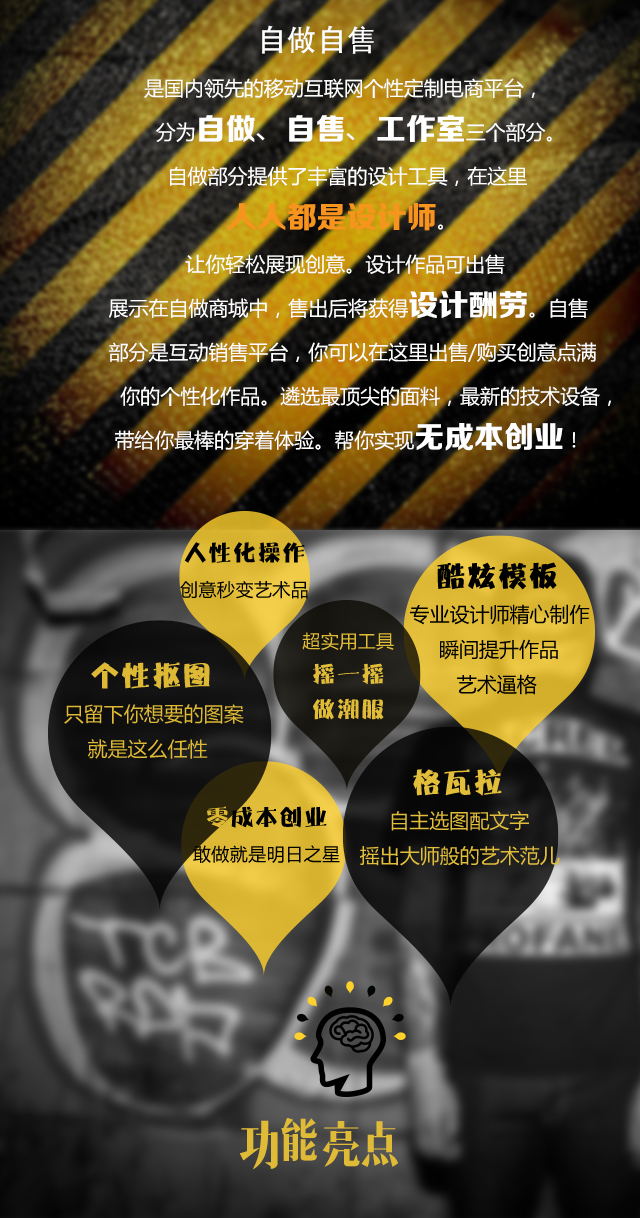 自做自售
是国内领先的移动互联网个性定制电商平台，
分为自做、自售、工作室三个部分。
自做部分提供了丰富的设计工具，在这里
人人都是设计师。
让你轻松展现创意。设计作品可出售
展示在自做商城中，售出后将获得设计酬劳。自售
部分是互动销售平台，你可以在这里出售/购买创意点满
你的个性化作品。遴选最顶尖的面料，最新的技术设备，
带给你最棒的穿着体验。帮你实现无成本创业！
人性化操作
创意秒变艺术品
酷炫模板
专业设计师精心制作
瞬间提升作品
艺术逼格
超实用工具
摇一摇
做潮服
个性抠图
只留下你想要的图案
就是这么任性
格瓦拉
自主选图配文字
摇出大师般的艺术范儿
零成本创业
敢做就是明日之星
功能亮点